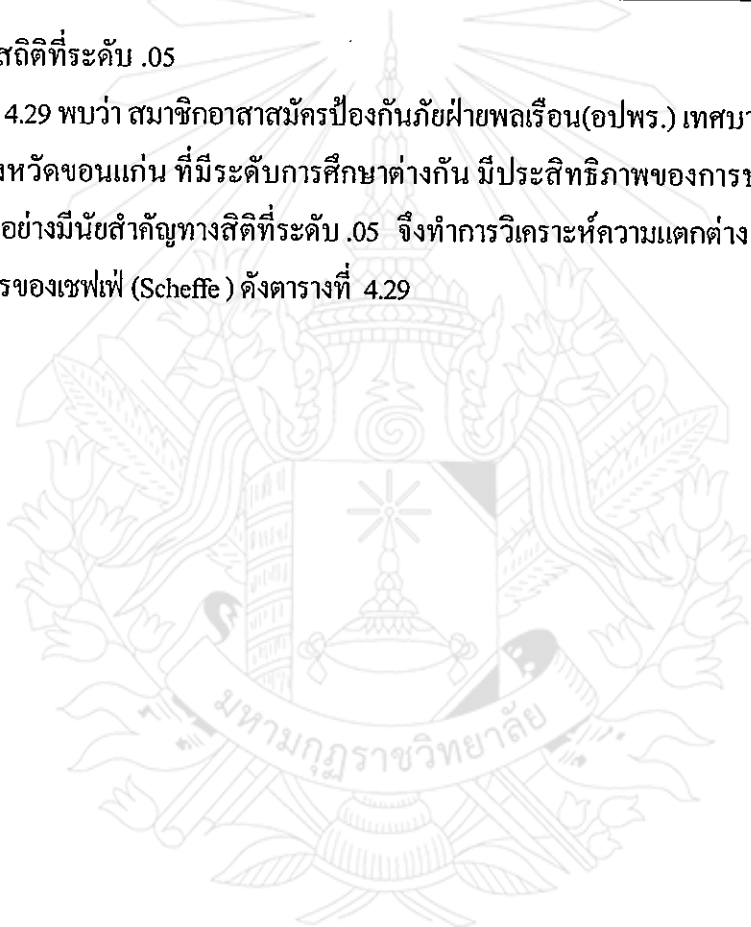 สถิติที่ระดับ .05
4.29 พบว่า สมาชิกอาสาสมัครป้องกันภัยฝ่ายพลเรือน(อปพร.) เทศบา
งหวัดขอนแก่น ที่มีระดับการศึกษาต่างกัน มีประสิทธิภาพของการป
อย่างมีนัยสำคัญทางสิติที่ระดับ .05 จึงทำการวิเคราะห์ความแตกต่าง
รของเชฟเฟ่ (Scheffe ) ดังตารางที่ 4.29
มหามกุฏราชวิทยาลัย